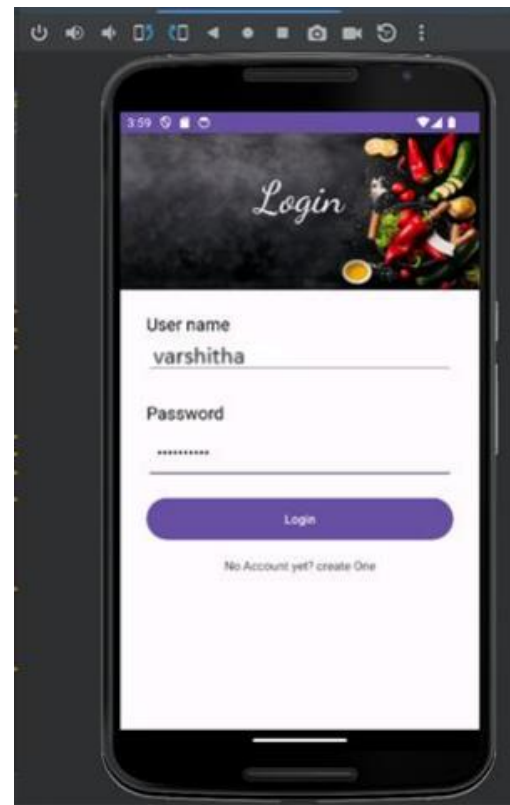 3:59
Login
User name
varshitha
Password
••••••••••
Login
No Account yet? create One